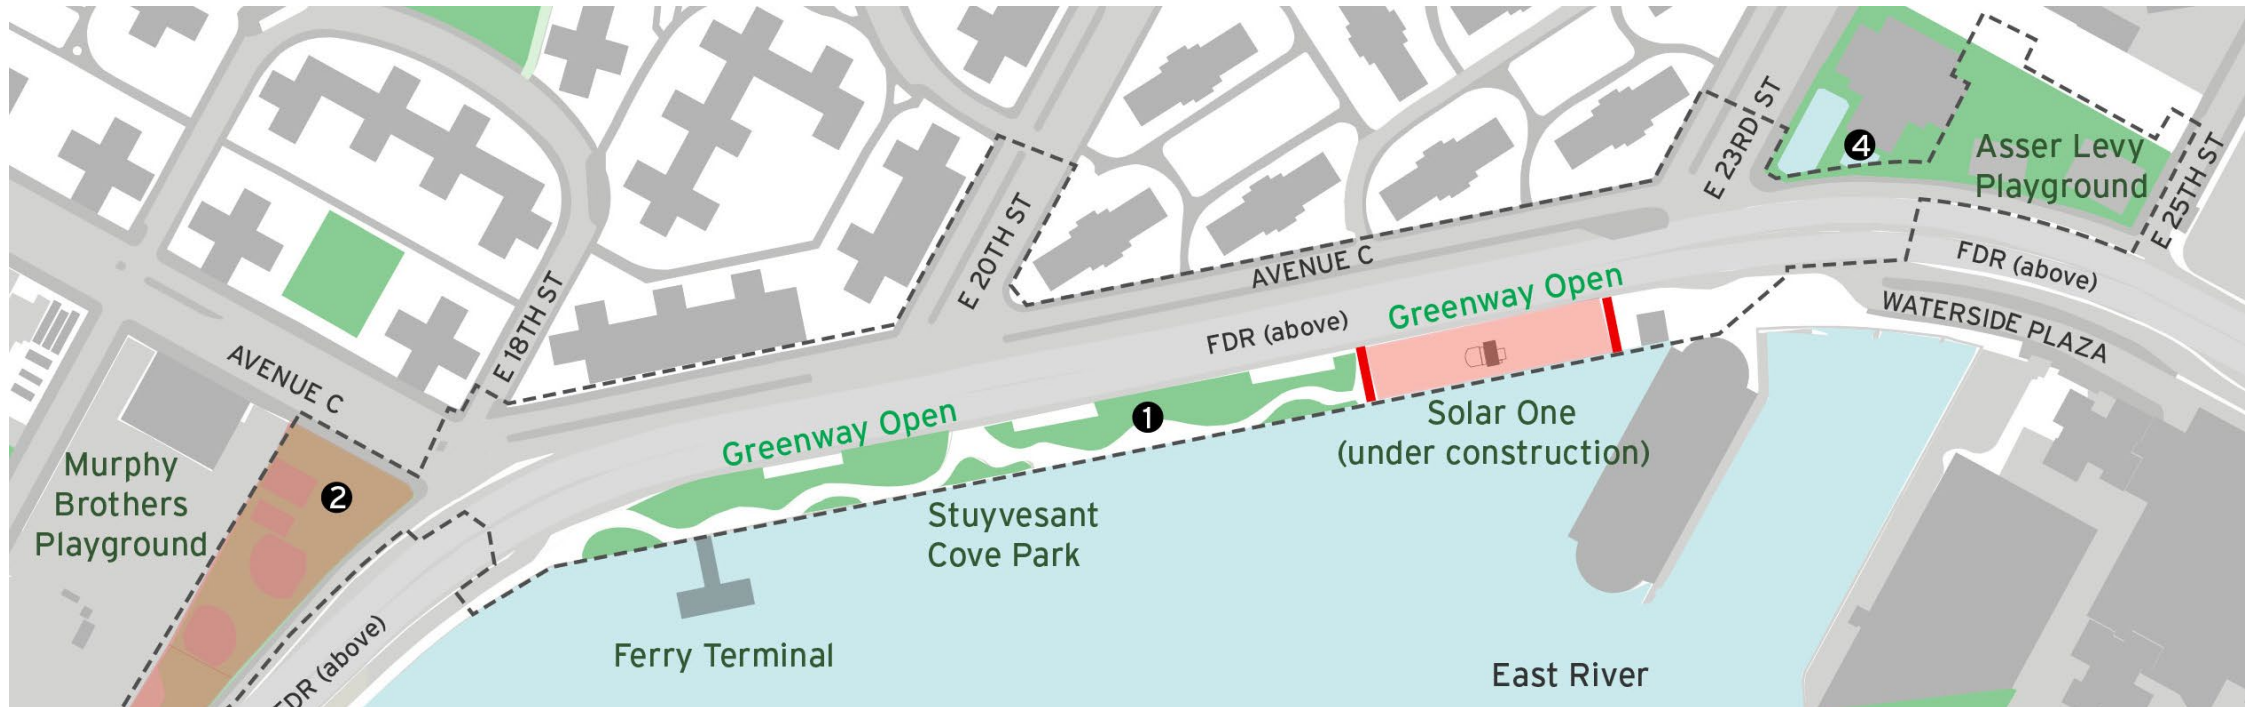 E 23RD ST
4
Asser Levy
Playground
E 25TH ST
E 20TH ST
AVENUE C
FDR (above)
Greenway Open
E 18TH ST
WATERSIDE PLAZA
FDR (above)
AVENUE C
Greenway Open
1
Solar One
(under construction)
Murphy
Brothers
Playground
2
Stuyvesant
Cove Park
FDR (above)
Ferry Terminal
East River